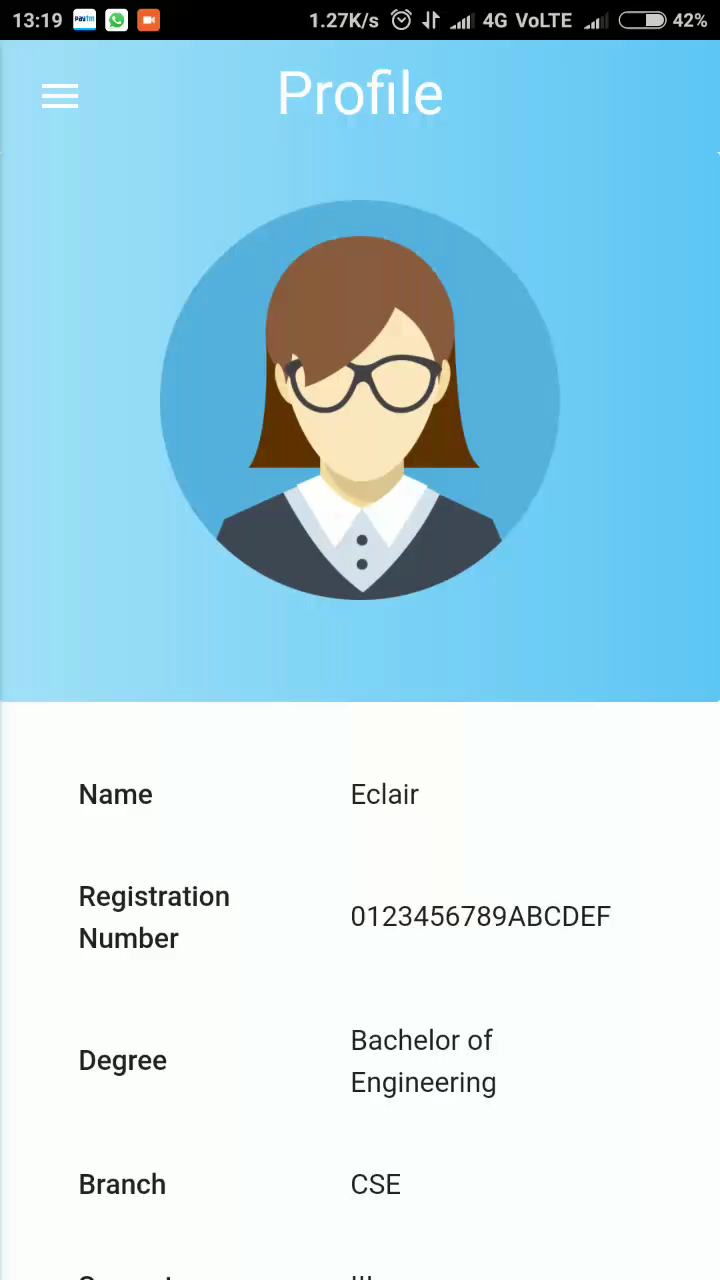 13:19 paytm 1.27K/s 4G VoLTE 42%
Profile
Name Eclair
Registration
Number
0123456789ABCDEF
Degree
Bachelor of
Engineering
Branch CSE